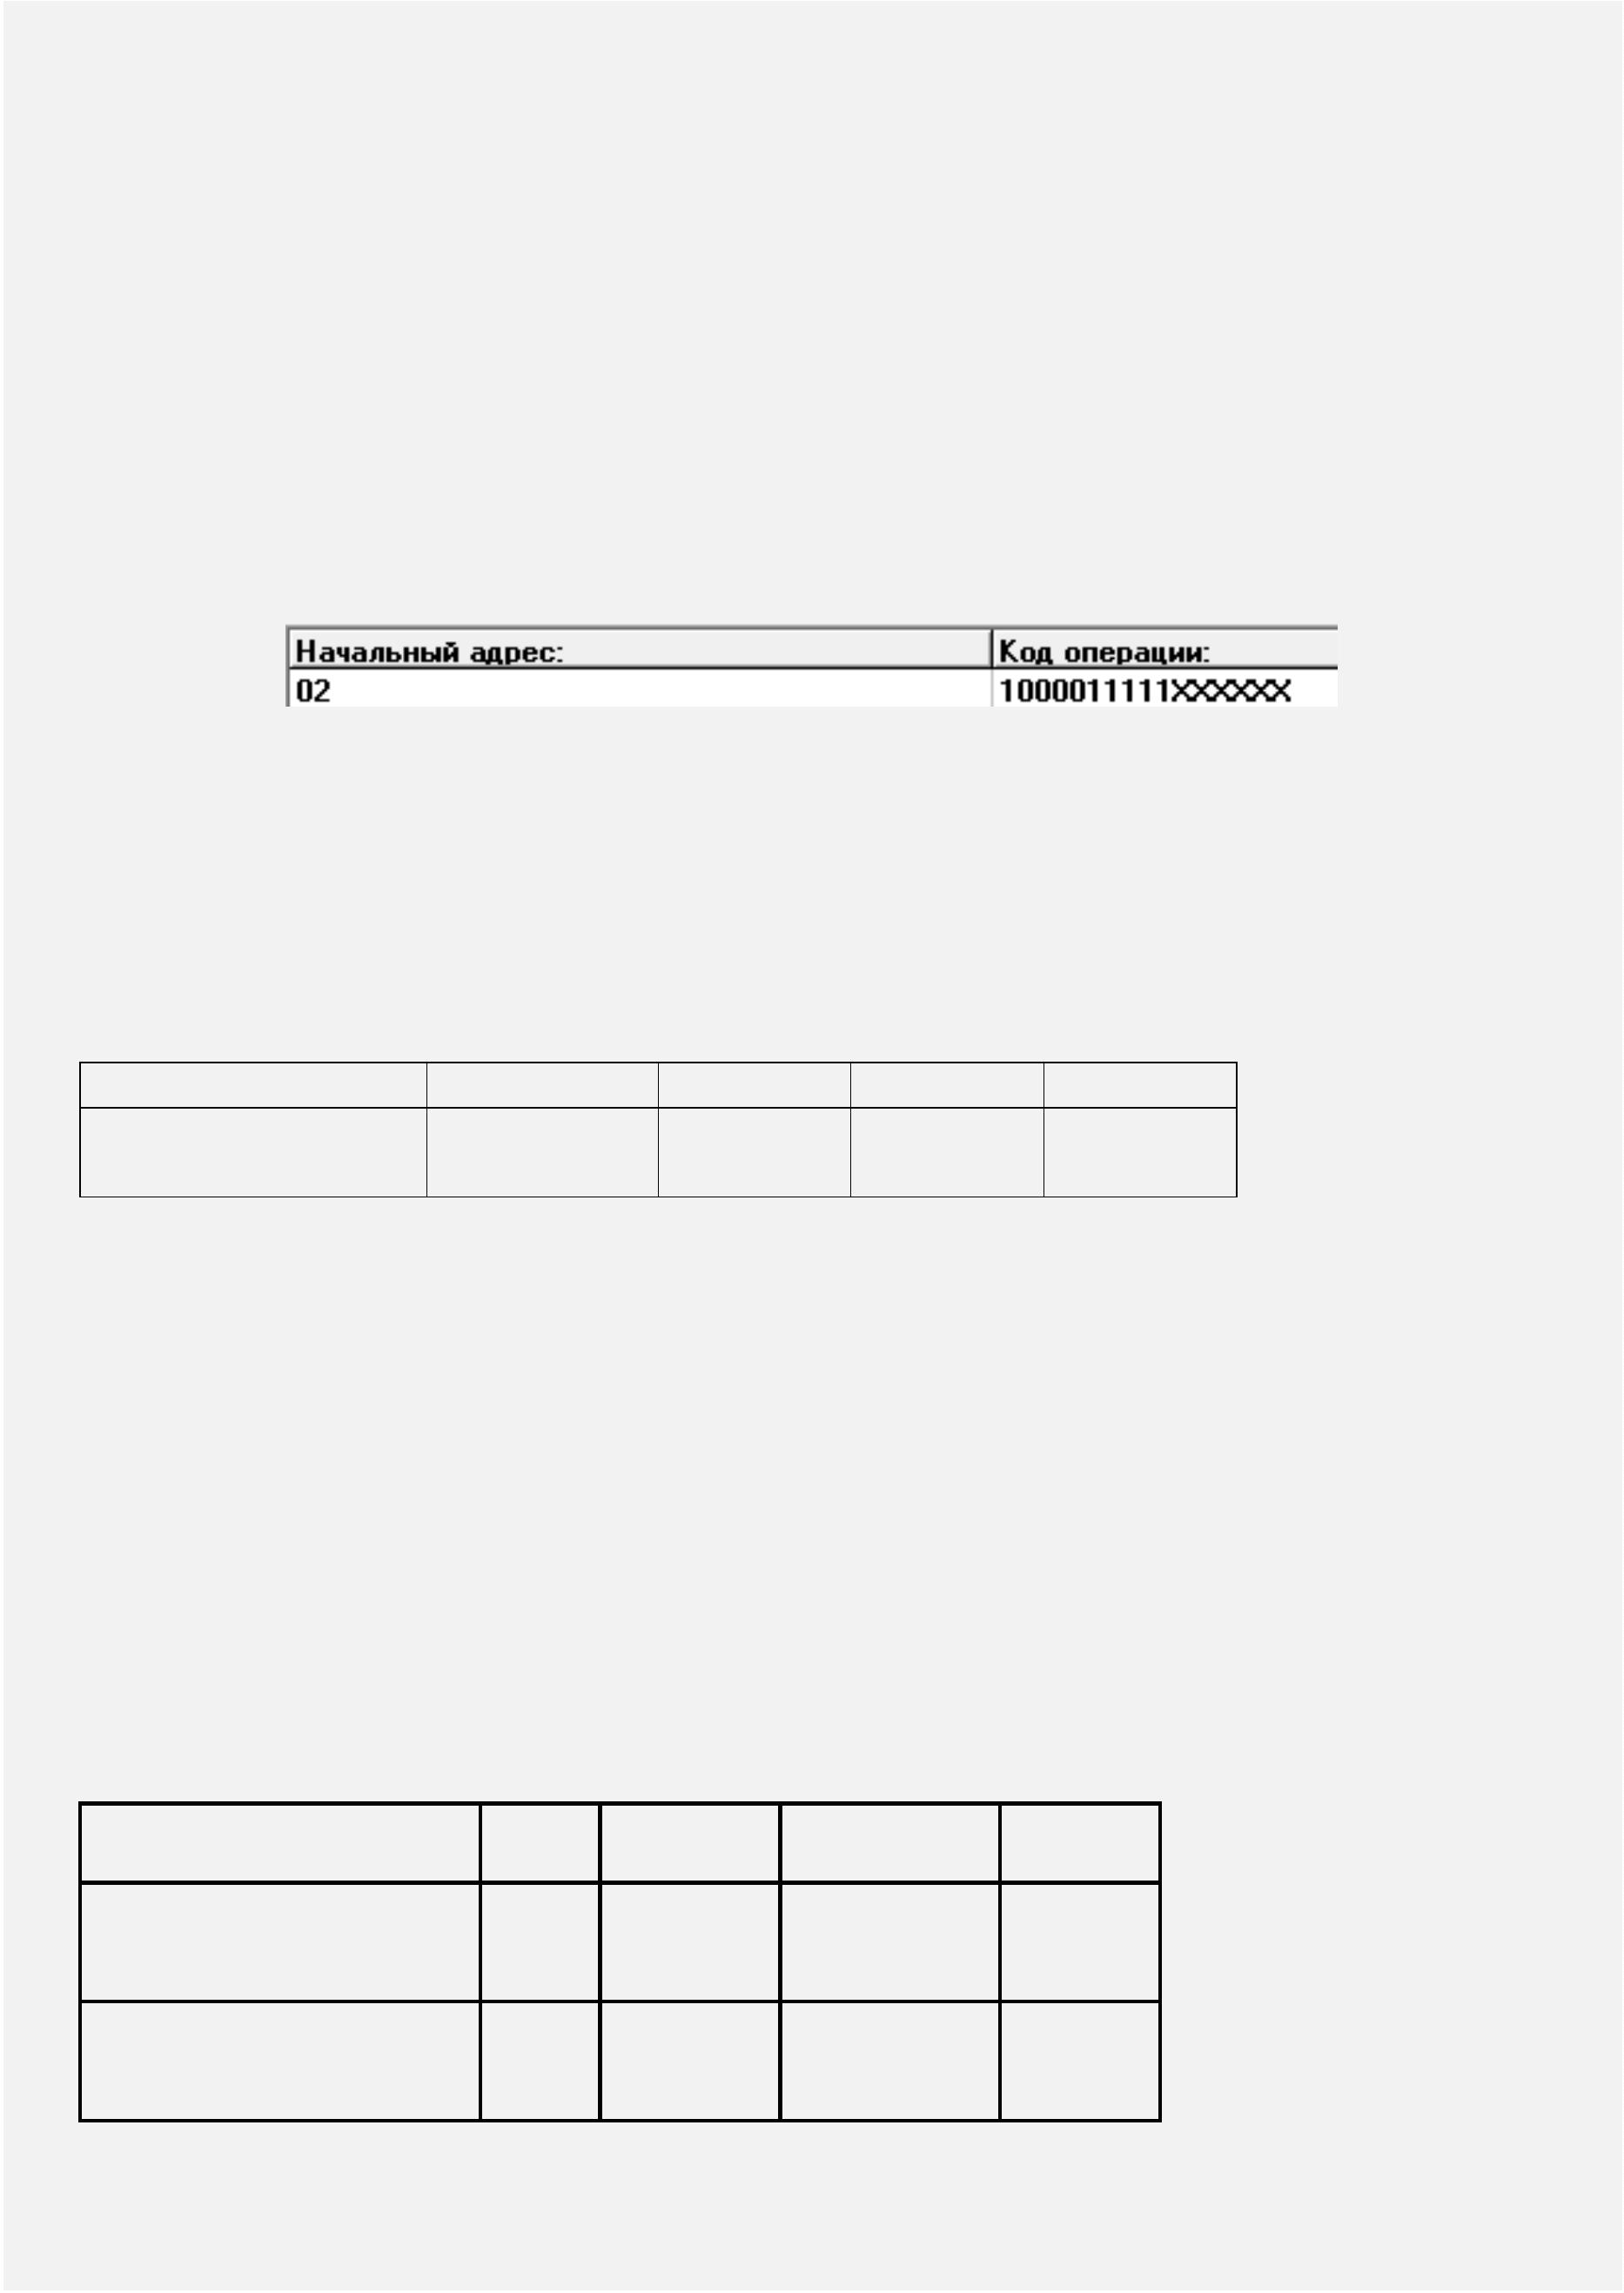 Начальный адрес: Код операции:
02 1000011111XXXXXX